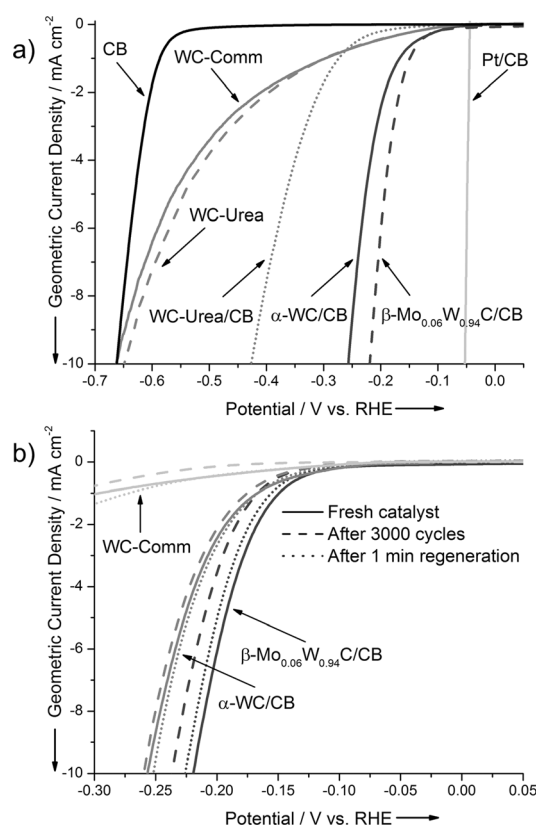 a)
Geometric Current Density / mA cm⁻²
0
-2
-4
-6
-8
-10
CB
WC-Comm
Pt/CB
WC-Urea
WC-Urea/CB
α-WC/CB
β-Mo₀.₀₆W₀.₉₄C/CB
-0.7 -0.6 -0.5 -0.4 -0.3 -0.2 -0.1 0.0
Potential / V vs. RHE
b)
Geometric Current Density / mA cm⁻²
0
-2
-4
-6
-8
-10
WC-Comm
Fresh catalyst
After 3000 cycles
After 1 min regeneration
β-Mo₀.₀₆W₀.₉₄C/CB
α-WC/CB
-0.30 -0.25 -0.20 -0.15 -0.10 -0.05 0.00 0.05
Potential / V vs. RHE